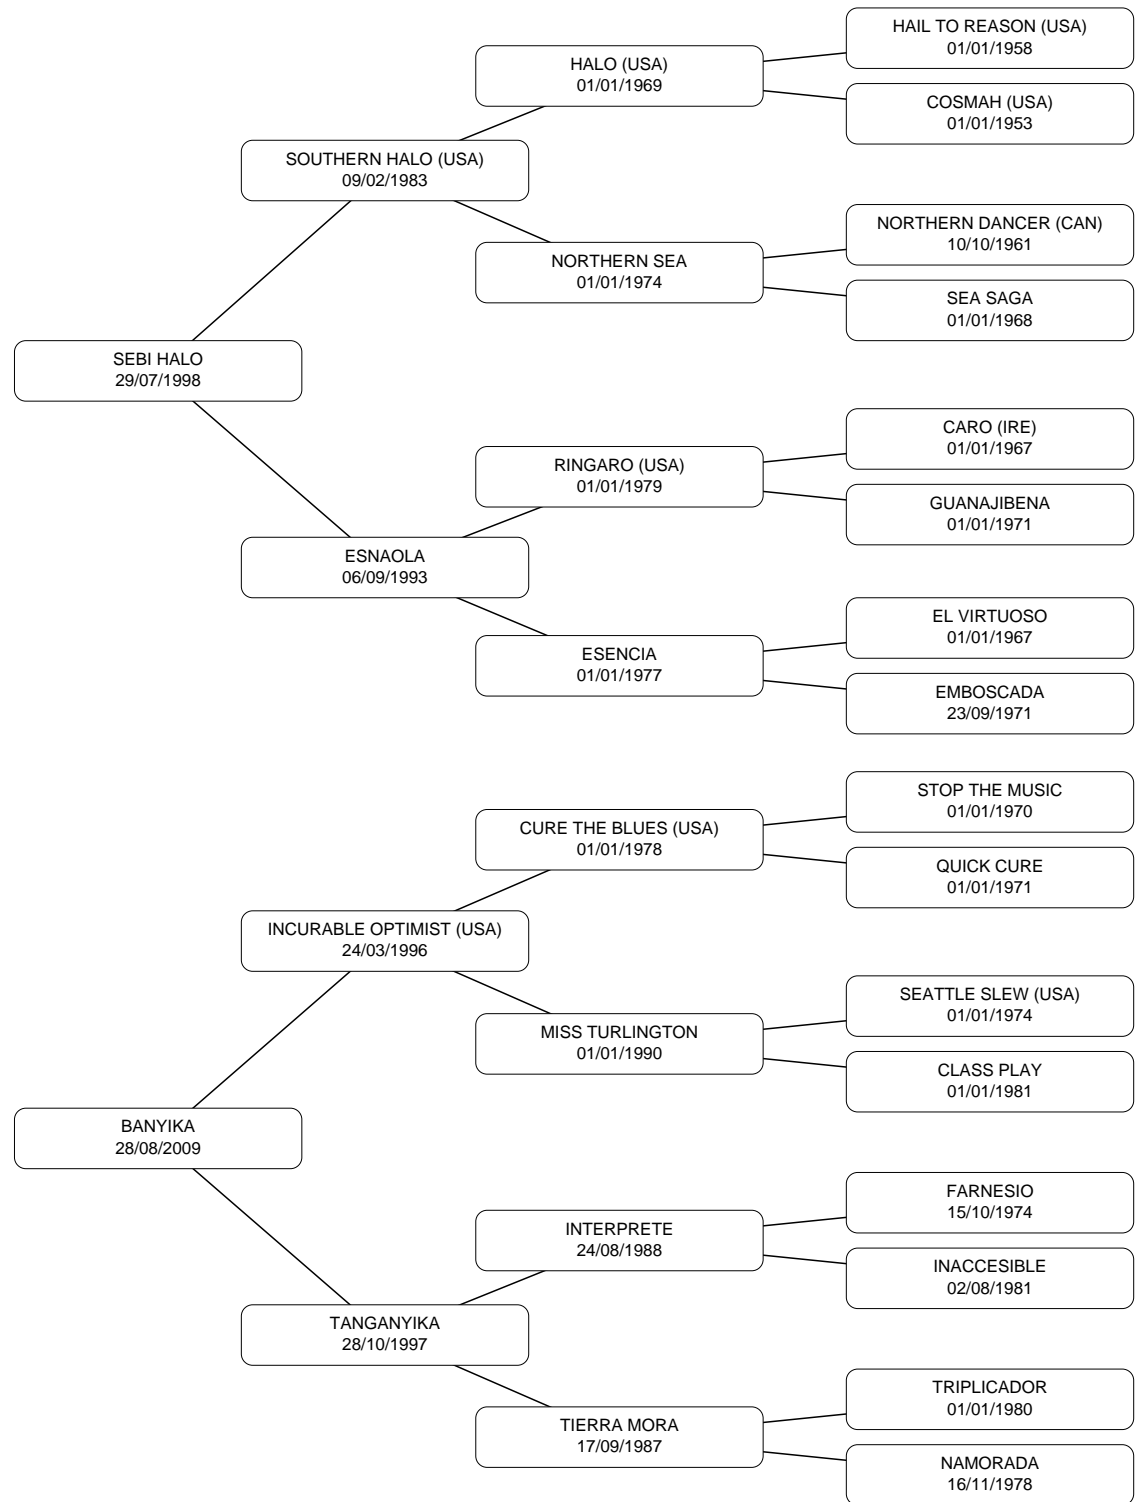 HAIL TO REASON (USA)
01/01/1958
HALO (USA)
01/01/1969
COSMAH (USA)
01/01/1953
SOUTHERN HALO (USA)
09/02/1983
NORTHERN DANCER (CAN)
10/10/1961
NORTHERN SEA
01/01/1974
SEA SAGA
01/01/1968
SEBI HALO
29/07/1998
CARO (IRE)
01/01/1967
RINGARO (USA)
01/01/1979
GUANAJIBENA
01/01/1971
ESNAOLA
06/09/1993
EL VIRTUOSO
01/01/1967
ESENCIA
01/01/1977
EMBOSCADA
23/09/1971
STOP THE MUSIC
01/01/1970
CURE THE BLUES (USA)
01/01/1978
QUICK CURE
01/01/1971
INCURABLE OPTIMIST (USA)
24/03/1996
SEATTLE SLEW (USA)
01/01/1974
MISS TURLINGTON
01/01/1990
CLASS PLAY
01/01/1981
BANYIKA
28/08/2009
FARNESIO
15/10/1974
INTERPRETE
24/08/1988
INACCESIBLE
02/08/1981
TANGANYIKA
28/10/1997
TRIPLICADOR
01/01/1980
TIERRA MORA
17/09/1987
NAMORADA
16/11/1978